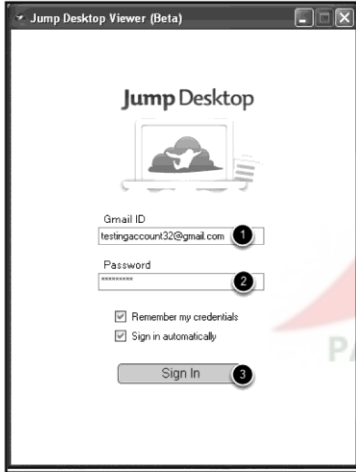 Jump Desktop Viewer (Beta)
Jump Desktop
Gmail ID
testingaccount32@gmail.com 1
Password
********* 2
Remember my credentials
Sign in automatically
Sign In 3
PA